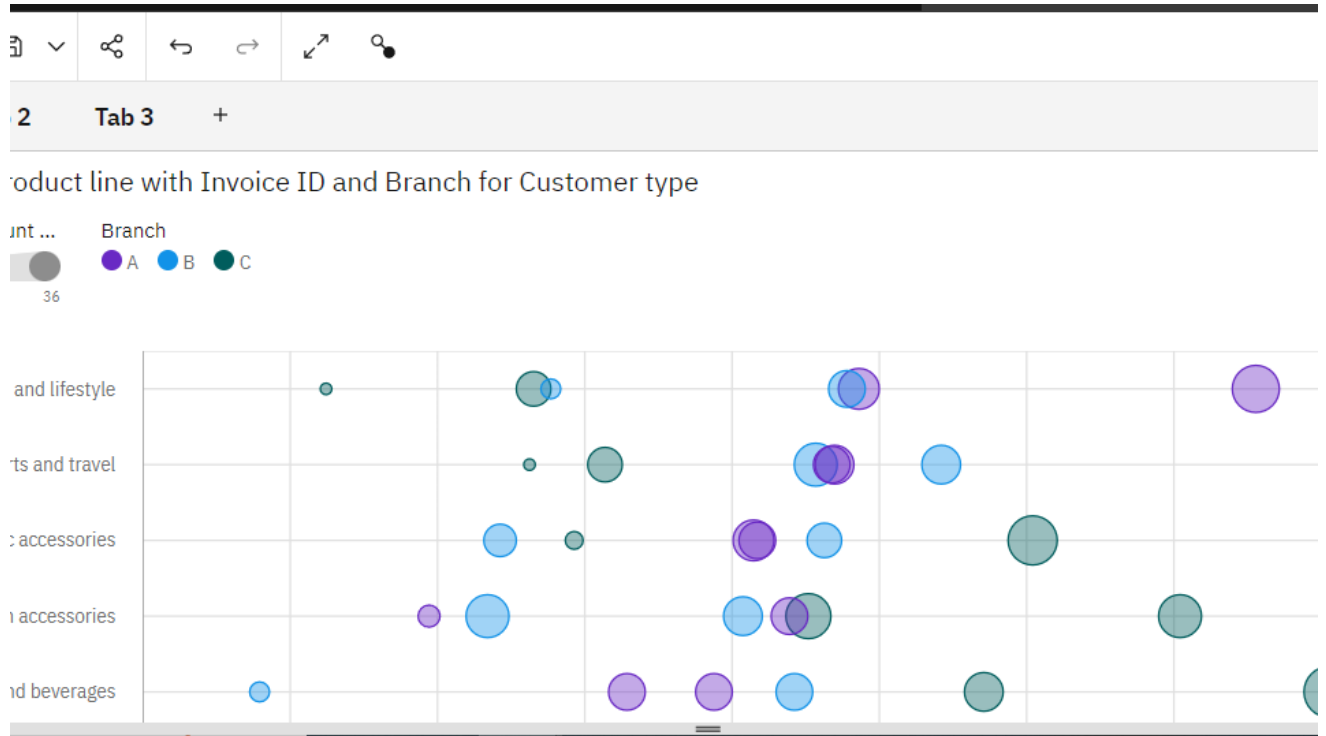 2
Tab 3
+
roduct line with Invoice ID and Branch for Customer type
unt ...
Branch
A
B
C
36
and lifestyle
rts and travel
c accessories
accessories
nd beverages